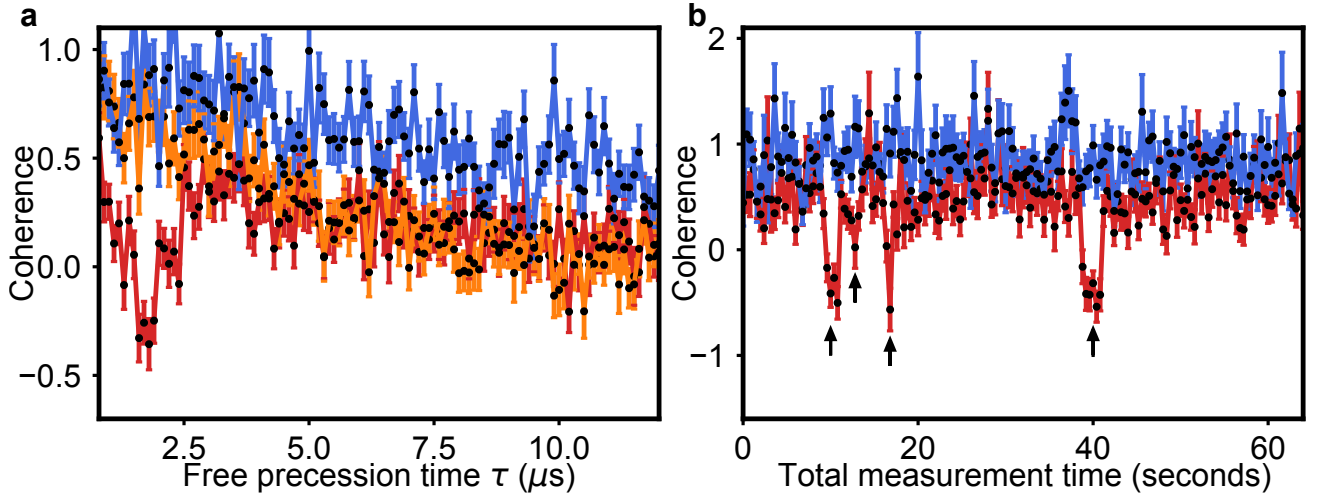 a
1.0
0.5
0.0
−0.5
Coherence
2.5
5.0
7.5
10.0
Free precession time τ (μs)
b
2
1
0
−1
Coherence
0
20
40
60
Total measurement time (seconds)